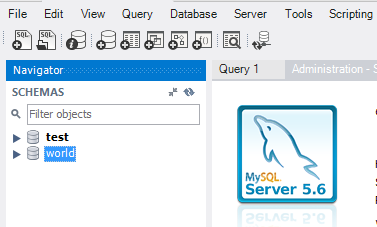 File Edit View Query Database Server Tools Scripting
SQL SQL
Navigator
Query 1
Administration - S
SCHEMAS
Filter objects
test
world
MySQL
Server 5.6